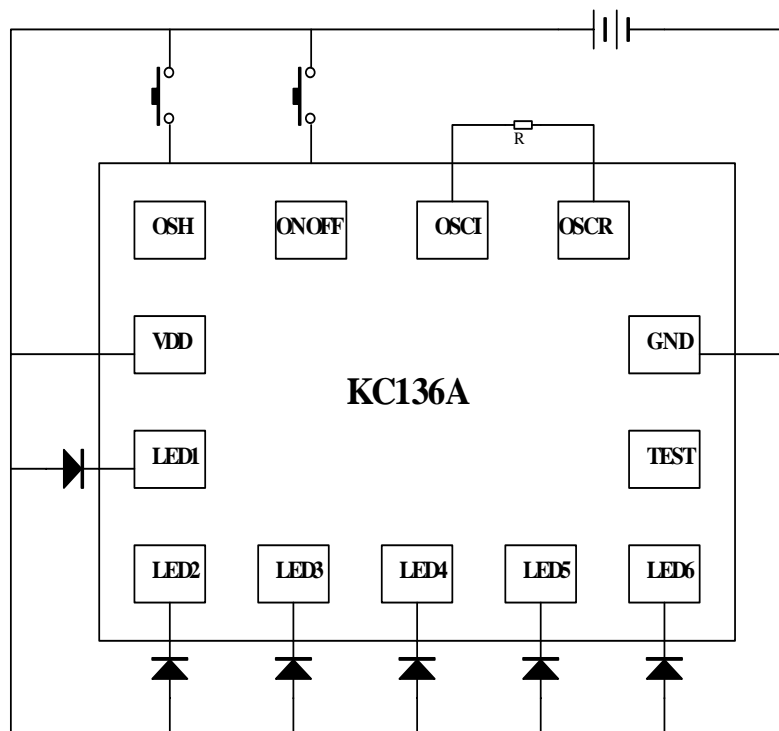 R
OSH ONOFF OSCI OSCR
VDD GND
KC136A
LED1 TEST
LED2 LED3 LED4 LED5 LED6